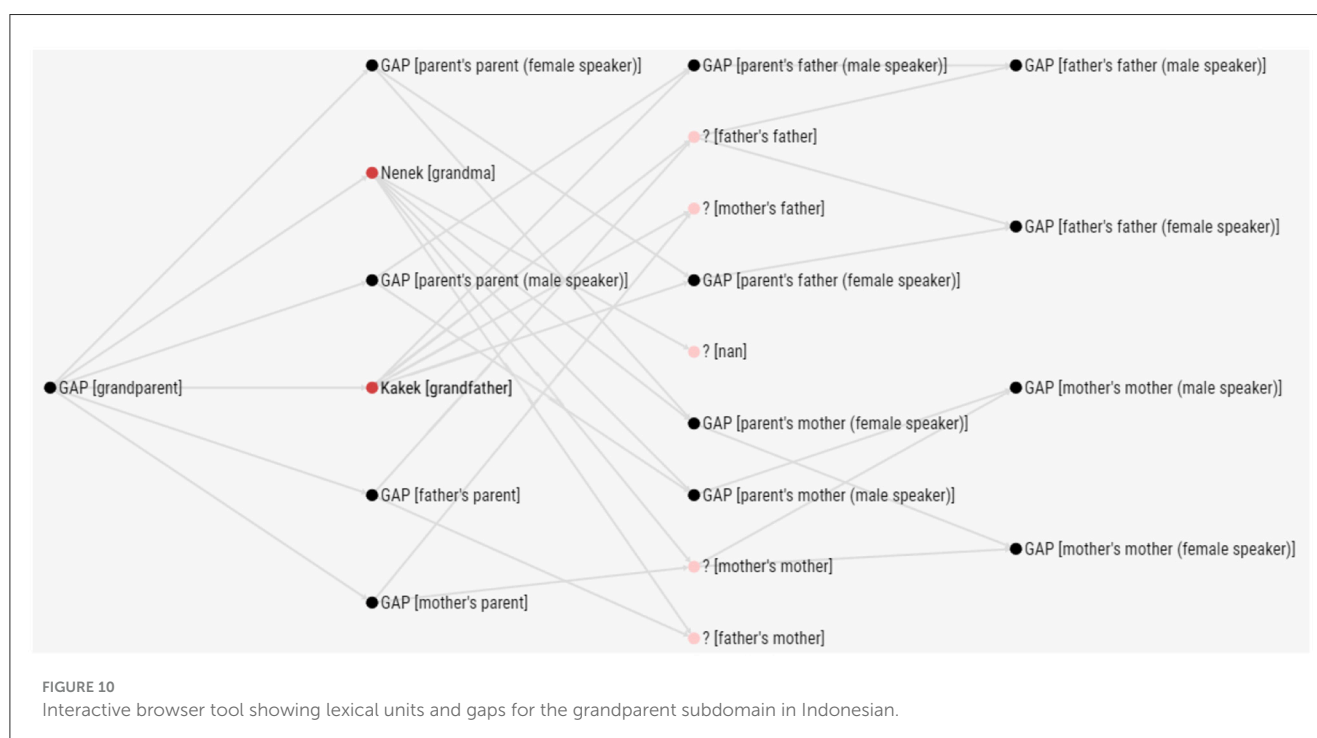 GAP [grandparent]
GAP [parent's parent (female speaker)]
Nenek [grandma]
GAP [parent's parent (male speaker)]
Kakek [grandfather]
GAP [father's parent]
GAP [mother's parent]
GAP [parent's father (male speaker)]
? [father's father]
? [mother's father]
GAP [parent's father (female speaker)]
? [nan]
GAP [parent's mother (female speaker)]
GAP [parent's mother (male speaker)]
? [mother's mother]
? [father's mother]
GAP [father's father (male speaker)]
GAP [father's father (female speaker)]
GAP [mother's mother (male speaker)]
GAP [mother's mother (female speaker)]
FIGURE 10
Interactive browser tool showing lexical units and gaps for the grandparent subdomain in Indonesian.